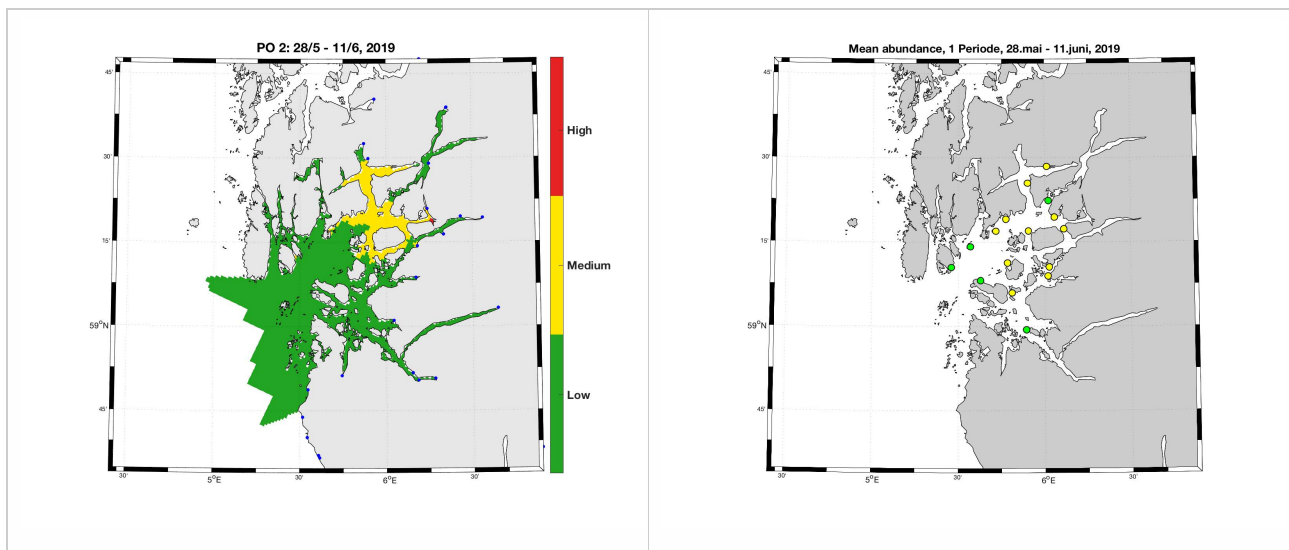 PO 2: 28/5 - 11/6, 2019
45'
30'
15'
59°N
45'
30'
5°E
30'
6°E
30'
High
Medium
Low
Mean abundance, 1 Periode, 28.mai - 11.juni, 2019
45'
30'
15'
59°N
45'
30'
5°E
30'
6°E
30'